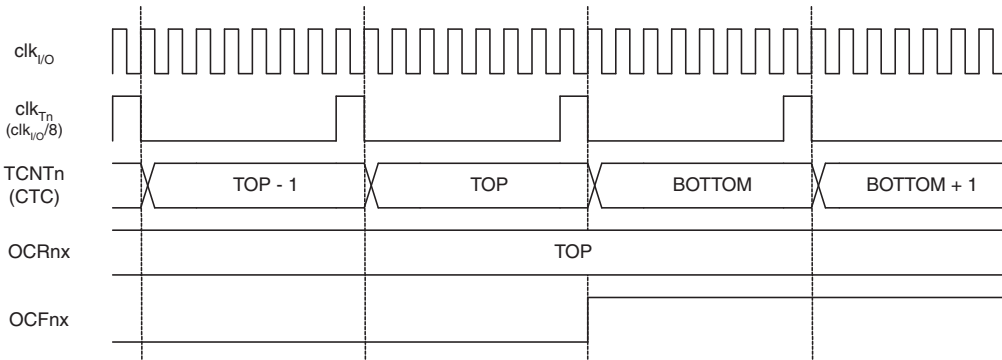 clkI/O
clkTn
(clkI/O/8)
TCNTn
(CTC)
TOP - 1
TOP
BOTTOM
BOTTOM + 1
OCRnx
TOP
OCFnx